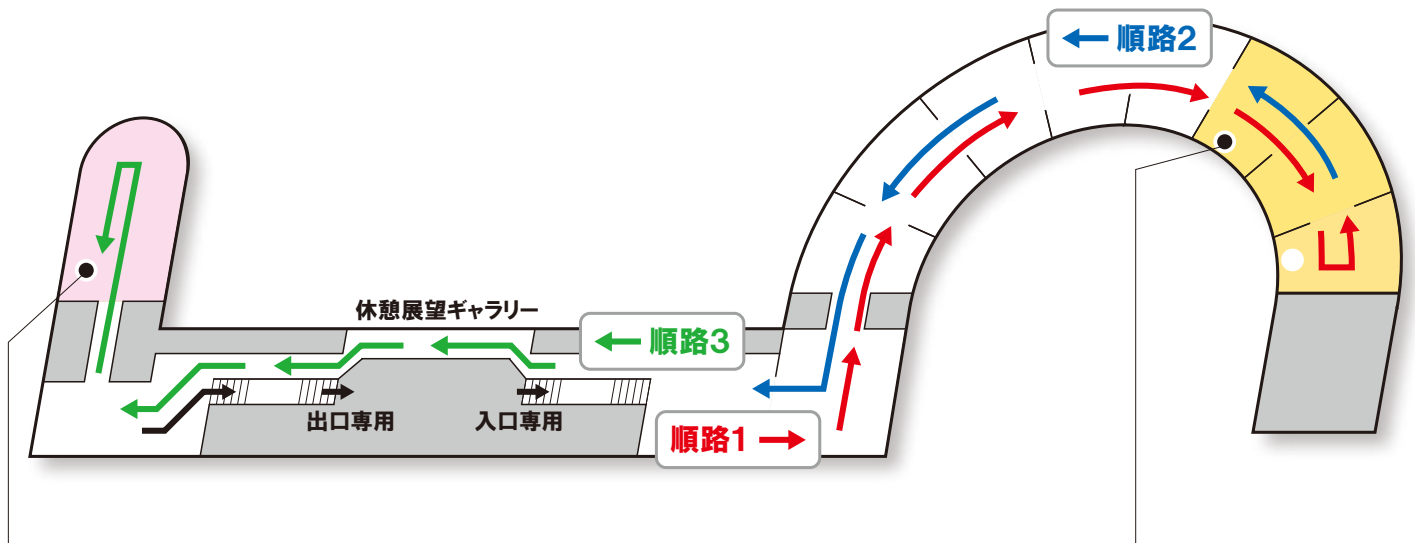 ← 順路2
休憩展望ギャラリー
← 順路3
出口専用
入口専用
順路1 →